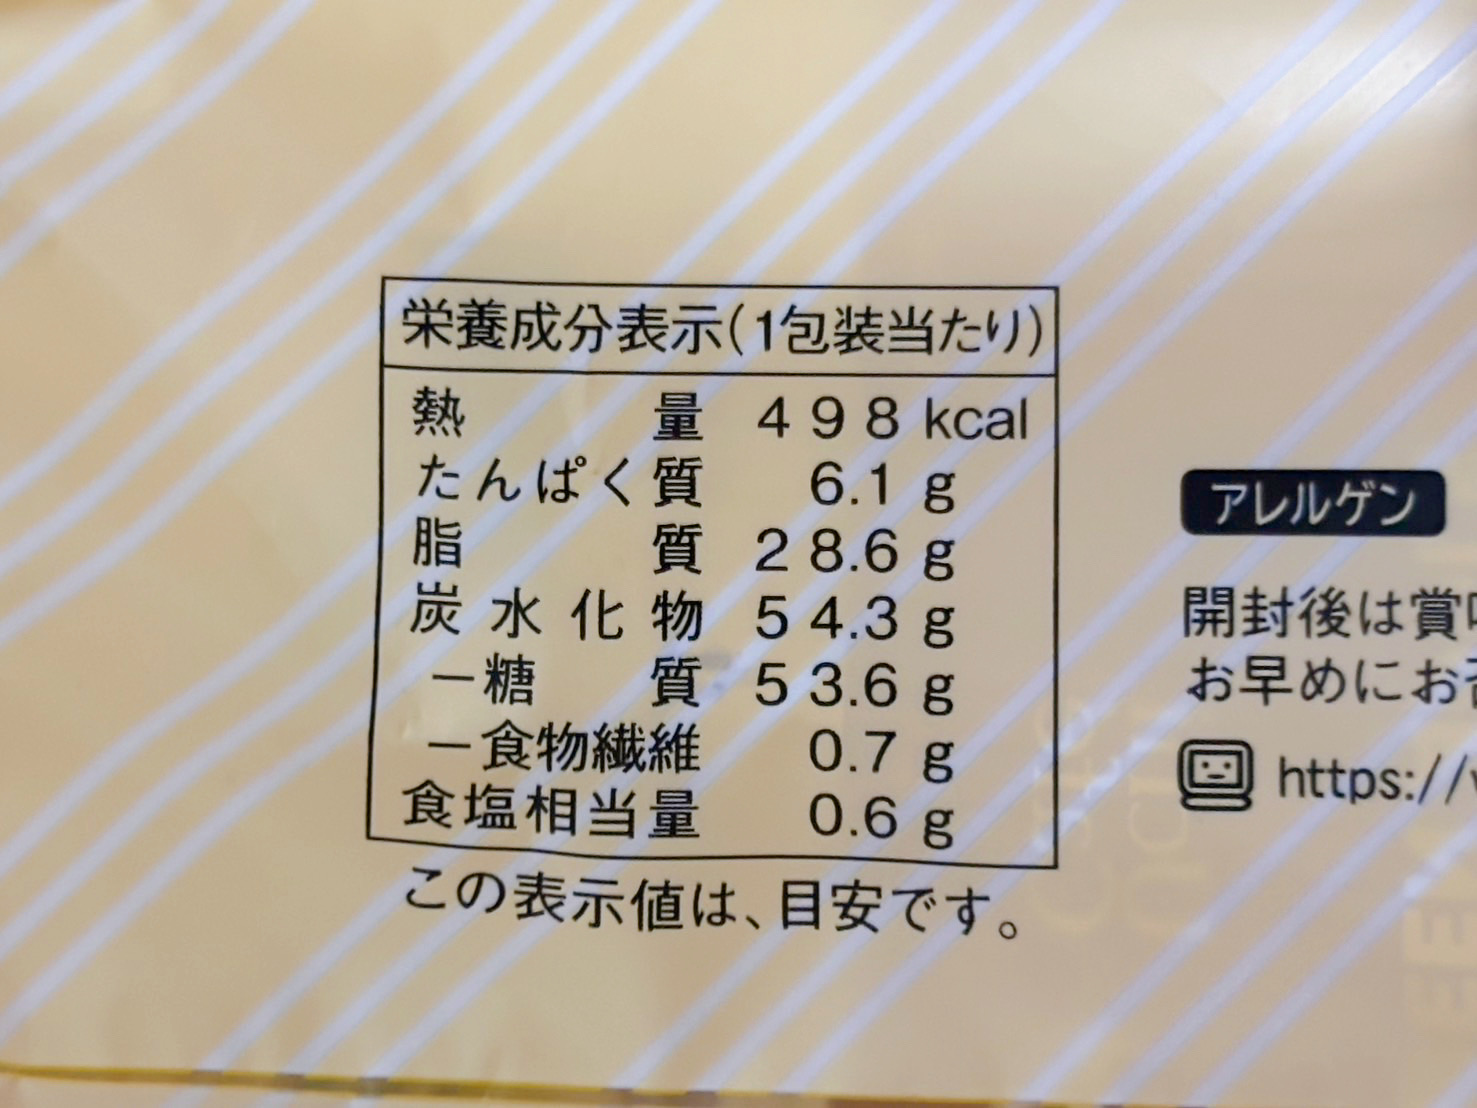 栄養成分表示(1包装当たり)
熱量 498 kcal
たんぱく質 6.1 g
脂質 28.6 g
炭水化物 54.3 g
－糖質 53.6 g
－食物繊維 0.7 g
食塩相当量 0.6 g
この表示値は、目安です。
アレルゲン
開封後は賞
お早めにお
https://